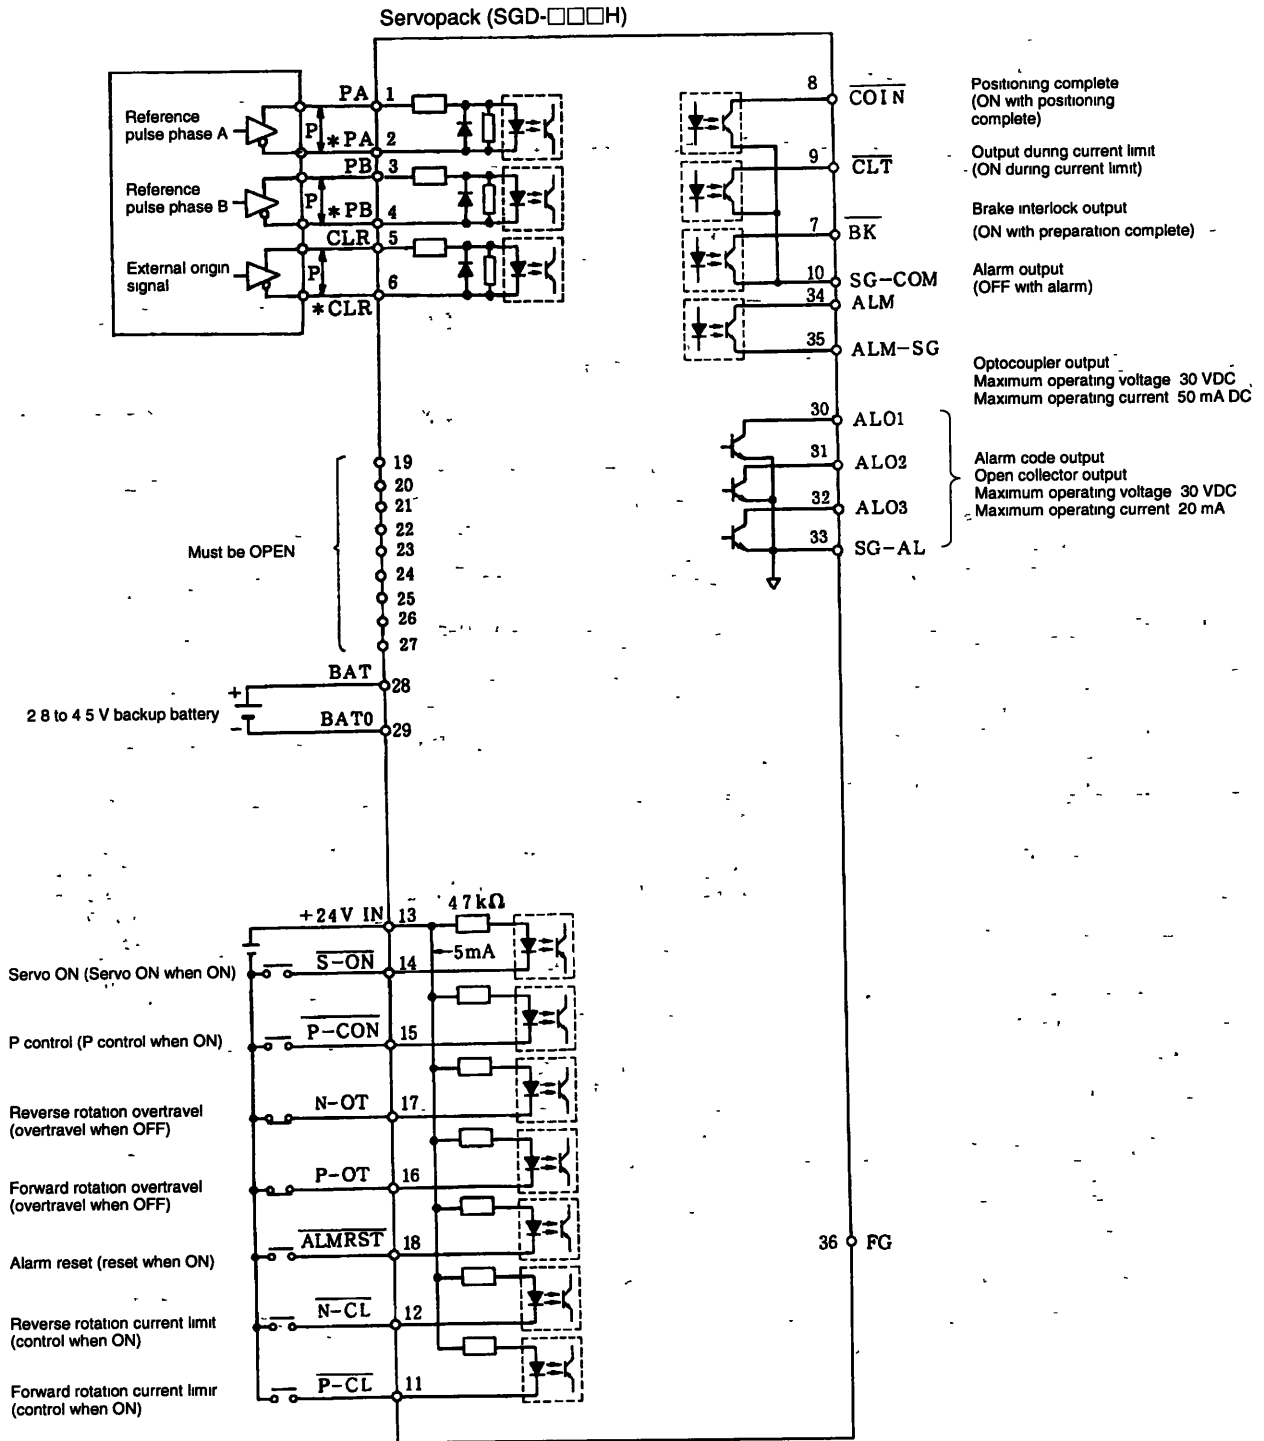 Servopack (SGD-□□□H)
Reference
pulse phase A
P
PA
1
*PA
2
Reference
pulse phase B
P
PB
3
*PB
4
External origin
signal
P
CLR
5
6
*CLR
8
COIN
Positioning complete
(ON with positioning
complete)
9
CLT
Output during current limit
(ON during current limit)
7
BK
Brake interlock output
(ON with preparation complete)
10
SG-COM
Alarm output
(OFF with alarm)
34
ALM
35
ALM-SG
Optocoupler output
Maximum operating voltage 30 VDC
Maximum operating current 50 mA DC
30
ALO1
31
ALO2
32
ALO3
33
SG-AL
Alarm code output
Open collector output
Maximum operating voltage 30 VDC
Maximum operating current 20 mA
Must be OPEN
19
20
21
22
23
24
25
26
27
BAT
28
+
2 8 to 4 5 V backup battery
-
BAT0
29
+24V IN
13
4 7 kΩ
5mA
Servo ON (Servo ON when ON)
S-ON
14
P control (P control when ON)
P-CON
15
Reverse rotation overtravel
(overtravel when OFF)
N-OT
17
Forward rotation overtravel
(overtravel when OFF)
P-OT
16
Alarm reset (reset when ON)
ALMRST
18
Reverse rotation current limit
(control when ON)
N-CL
12
Forward rotation current limir
(control when ON)
P-CL
11
36
FG